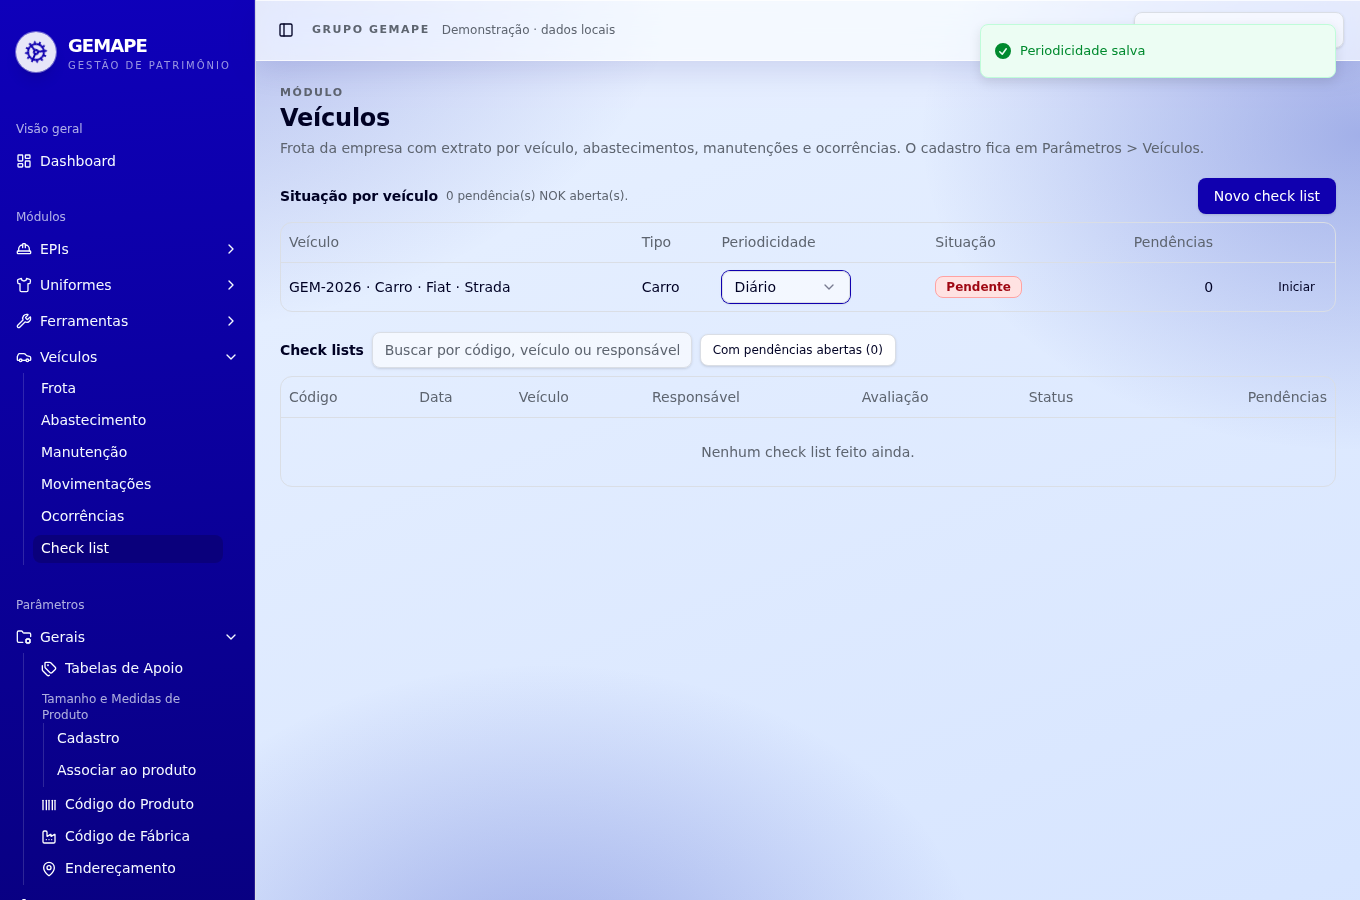 GEMAPE
GESTÃO DE PATRIMÔNIO
Visão geral
Dashboard
Módulos
EPIs
Uniformes
Ferramentas
Veículos
Frota
Abastecimento
Manutenção
Movimentações
Ocorrências
Check list
Parâmetros
Gerais
Tabelas de Apoio
Tamanho e Medidas de
Produto
Cadastro
Associar ao produto
Código do Produto
Código de Fábrica
Endereçamento
GRUPO GEMAPE Demonstração · dados locais
Periodicidade salva
MÓDULO
Veículos
Frota da empresa com extrato por veículo, abastecimentos, manutenções e ocorrências. O cadastro fica em Parâmetros > Veículos.
Situação por veículo 0 pendência(s) NOK aberta(s). Novo check list
Veículo Tipo Periodicidade Situação Pendências
GEM-2026 · Carro · Fiat · Strada Carro Diário Pendente 0 Iniciar
Check lists Buscar por código, veículo ou responsável Com pendências abertas (0)
Código Data Veículo Responsável Avaliação Status Pendências
Nenhum check list feito ainda.